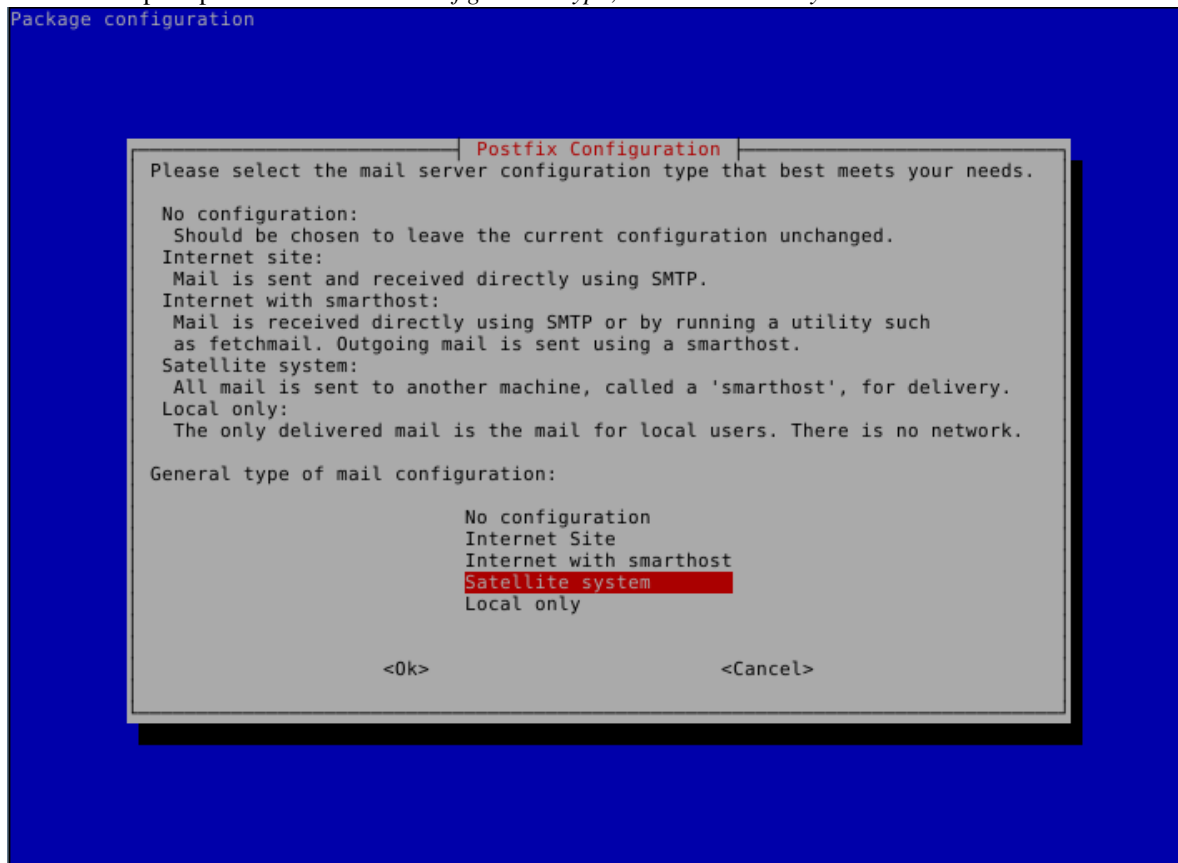 Package configuration
Postfix Configuration
Please select the mail server configuration type that best meets your needs.
No configuration:
Should be chosen to leave the current configuration unchanged.
Internet site:
Mail is sent and received directly using SMTP.
Internet with smarthost:
Mail is received directly using SMTP or by running a utility such
as fetchmail. Outgoing mail is sent using a smarthost.
Satellite system:
All mail is sent to another machine, called a 'smarthost', for delivery.
Local only:
The only delivered mail is the mail for local users. There is no network.
General type of mail configuration:
No configuration
Internet Site
Internet with smarthost
Satellite system
Local only
<Ok> <Cancel>